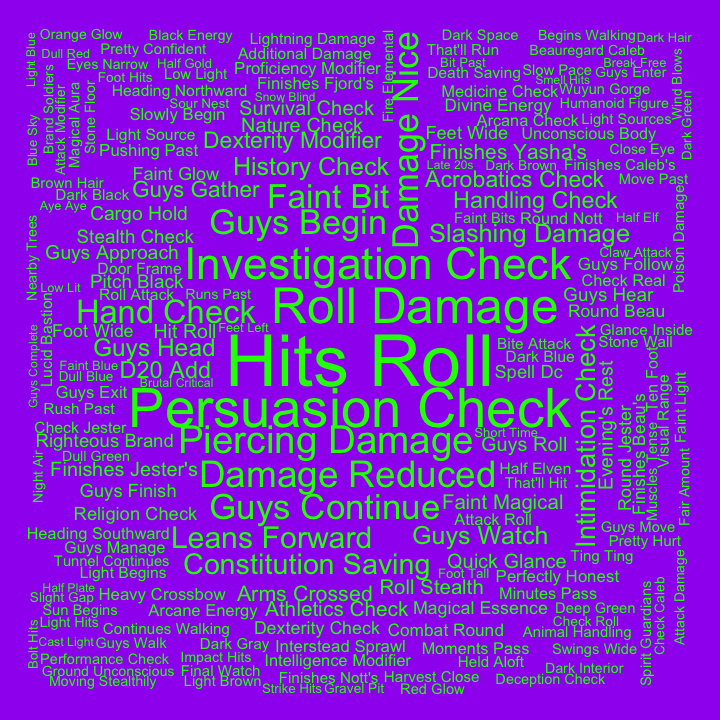 Orange Glow
Black Energy
Lightning Damage
Dark Space
Begins Walking
Dark Hair
Light Blue
Dull Red
Pretty Confident
Additional Damage
Fire Elemental
Damage Nice
That'll Run
Beauregard Caleb
Eyes Narrow
Half Gold
Proficiency Modifier
Bit Past
Break Free
Foot Hits
Low Light
Death Saving
Slow Pace
Guys Enter
Wind Blows
Brand Soldiers
Attack Modifier
Magical Aura
Stone Floor
Heading Northward
Finishes Fjord's
Smell Hits
Medicine Check
Wuyun Gorge
Sour Nest
Snow Blind
Survival Check
Divine Energy
Humanoid Figure
Slowly Begin
Nature Check
Arcana Check
Light Sources
Blue Sky
Light Source
Dexterity Modifier
Feet Wide
Unconscious Body
Dark Green
Pushing Past
Finishes Yasha's
Close Eye
History Check
Late 20s
Dark Brown
Finishes Caleb's
Faint Glow
Acrobatics Check
Move Past
Brown Hair
Dark Black
Guys Gather
Faint Bit
Handling Check
Poison Damage
Aye Aye
Cargo Hold
Guys Begin
Faint Bits
Round Nott
Half Elf
Nearby Trees
Stealth Check
Slashing Damage
Guys Approach
Investigation Check
Claw Attack
Door Frame
Guys Follow
Pitch Black
Check Real
Low Lit
Roll Attack
Runs Past
Roll Damage
Guys Hear
Lucid Bastion
Hand Check
Round Beau
Foot Wide
Hit Roll
Feet Left
Glance Inside
Guys Complete
Guys Head
Hits Roll
Bite Attack
Stone Wall
Dark Blue
Intimidation Check
Faint Blue
D20 Add
Spell Dc
Dull Blue
Brutal Critical
Evening's Rest
Ten Foot
Guys Exit
Persuasion Check
Visual Range
Faint Light
Rush Past
Round Jester
Finishes Beau's
Muscles Tense
Check Jester
Righteous Brand
Piercing Damage
Short Time
Guys Roll
Dull Green
Night Air
Finishes Jester's
Damage Reduced
Half Elven
That'll Hit
Fair Amount
Guys Finish
Guys Continue
Faint Magical
Religion Check
Attack Roll
Heading Southward
Leans Forward
Guys Watch
Guys Move
Guys Manage
Pretty Hurt
Tunnel Continues
Constitution Saving
Quick Glance
Ting Ting
Light Begins
Foot Tall
Perfectly Honest
Half Plate
Slight Gap
Heavy Crossbow
Arms Crossed
Roll Stealth
Minutes Pass
Attack Damage
Sun Begins
Arcane Energy
Athletics Check
Magical Essence
Deep Green
Spirit Guardians
Check Caleb
Light Hits
Continues Walking
Dexterity Check
Combat Round
Check Roll
Animal Handling
Bolt Hits
Cast Light
Guys Walk
Dark Gray
Interstead Sprawl
Moments Pass
Swings Wide
Performance Check
Impact Hits
Intelligence Modifier
Held Aloft
Dark Interior
Ground Unconscious
Final Watch
Moving Stealthily
Light Brown
Finishes Nott's
Harvest Close
Deception Check
Strike Hits
Gravel Pit
Red Glow